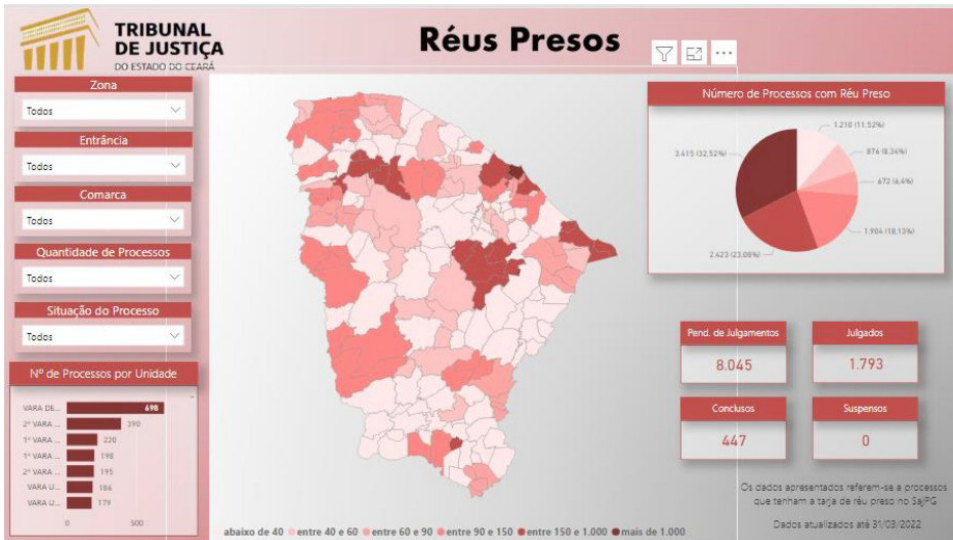 TRIBUNAL
DE JUSTIÇA
DO ESTADO DO CEARÁ
Réus Presos
Zona
Todos
Entrância
Todos
Comarca
Todos
Quantidade de Processos
Todos
Situação do Processo
Todos
Nº de Processos por Unidade
VARA DE... 698
2ª VARA ... 390
1ª VARA ... 220
1ª VARA ... 198
2ª VARA ... 195
VARA U... 186
VARA U... 179
0 500
abaixo de 40 entre 40 e 60 entre 60 e 90 entre 90 e 150 entre 150 e 1.000 mais de 1.000
Número de Processos com Réu Preso
1.210 (11,52%)
876 (8,34%)
672 (6,4%)
1.904 (18,13%)
2.423 (23,08%)
3.415 (32,52%)
Pend. de Julgamentos
8.045
Julgados
1.793
Conclusos
447
Suspensos
0
Os dados apresentados referem-se a processos
que tenham a tarja de réu preso no SajPG
Dados atualizados até 31/03/2022